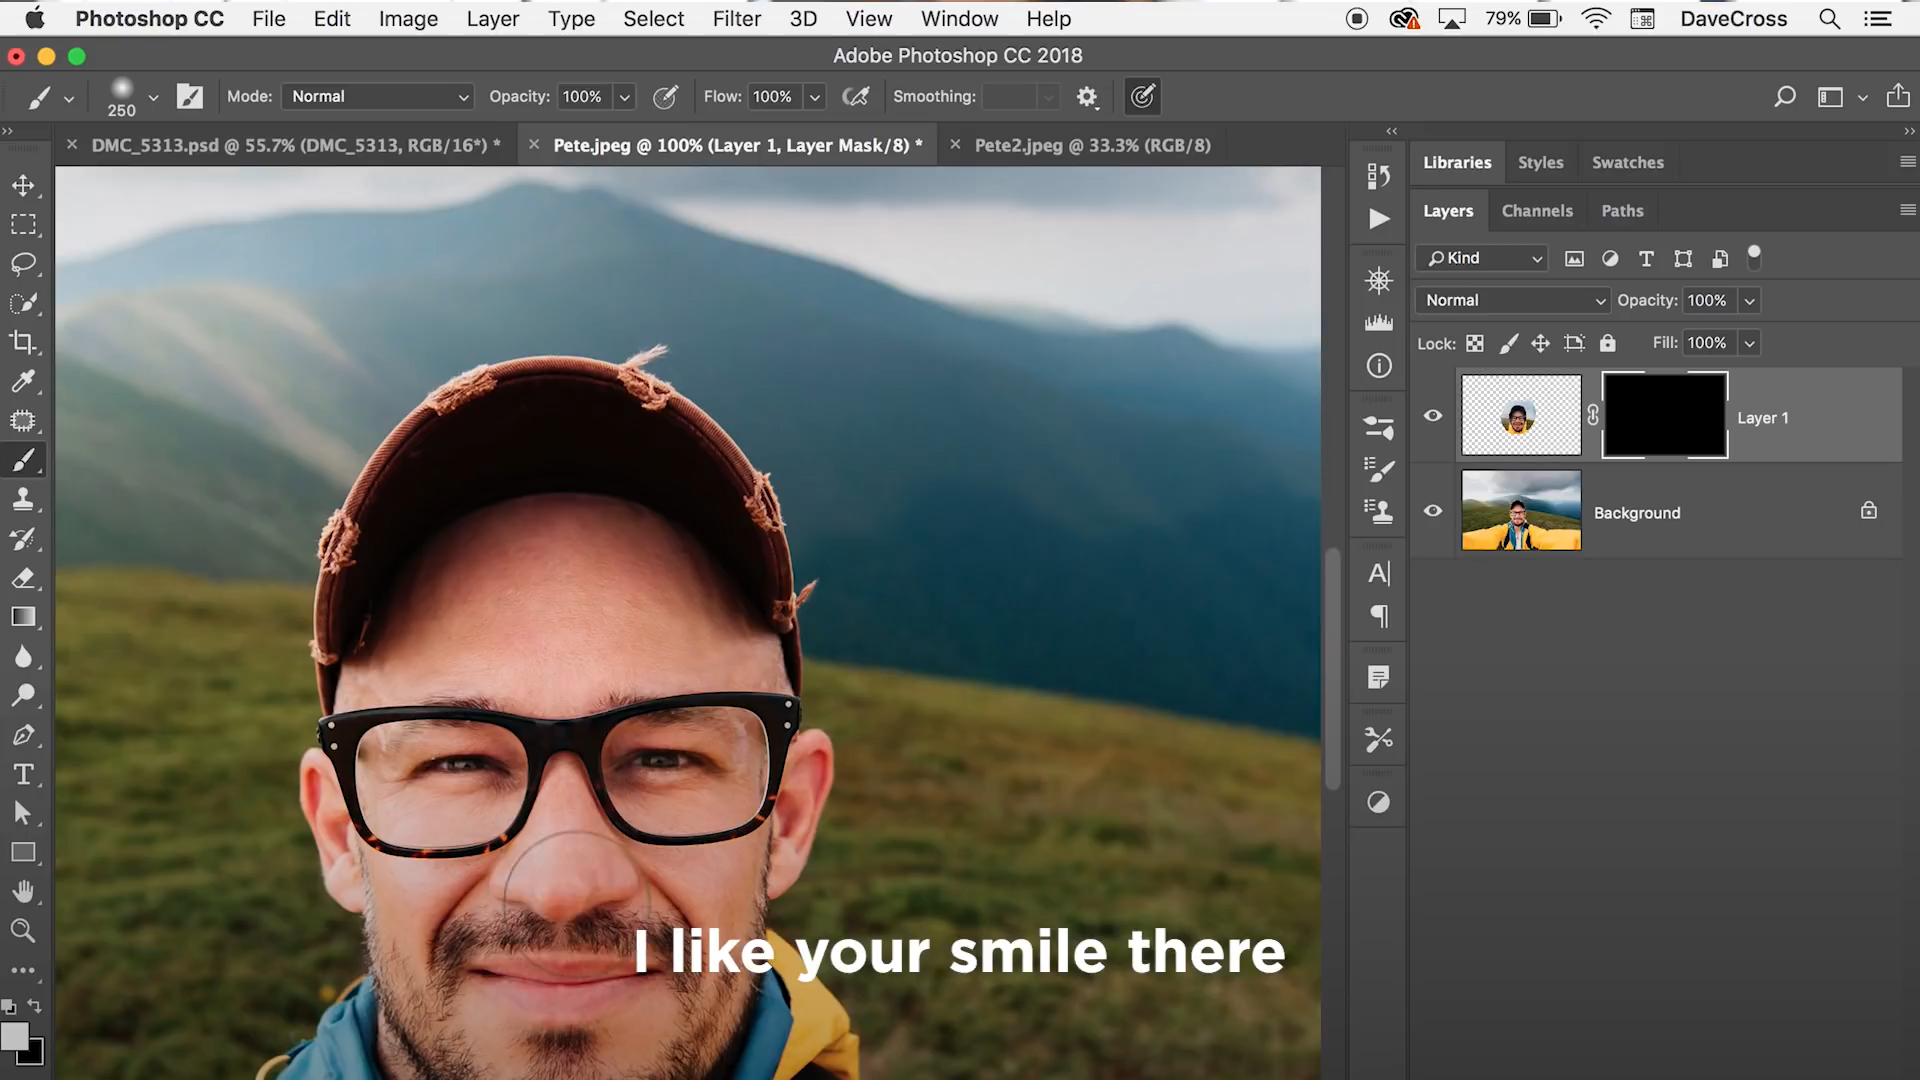 Photoshop CC File Edit Image Layer Type Select Filter 3D View Window Help 79% DaveCross
Adobe Photoshop CC 2018
250 Mode: Normal Opacity: 100% Flow: 100% Smoothing:
DMC_5313.psd @ 55.7% (DMC_5313, RGB/16*) * Pete.jpeg @ 100% (Layer 1, Layer Mask/8) * Pete2.jpeg @ 33.3% (RGB/8)
Libraries Styles Swatches
Layers Channels Paths
Kind
Normal Opacity: 100%
Lock: Fill: 100%
Layer 1
Background
I like your smile there